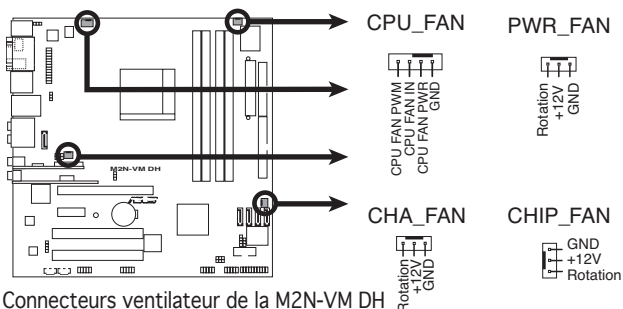 CPU_FAN
PWR_FAN
CPU FAN PWM
CPU FAN IN
CPU FAN PWR
GND
Rotation
+12V
GND
M2N-VM DH
CHA_FAN
CHIP_FAN
Rotation
+12V
GND
GND
+12V
Rotation
Connecteurs ventilateur de la M2N-VM DH